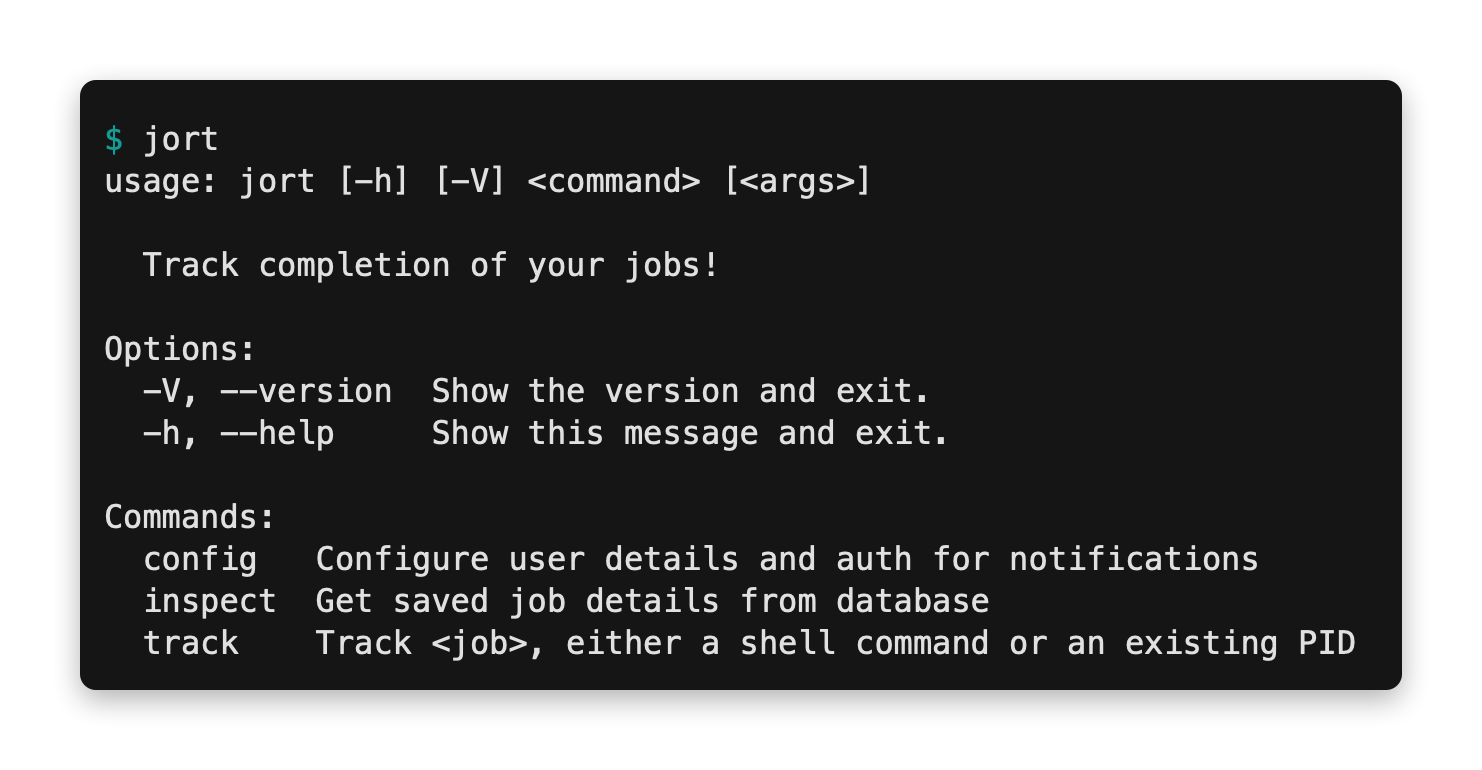 $ jort
usage: jort [-h] [-V] <command> [<args>]
Track completion of your jobs!
Options:
-V, --version  Show the version and exit.
-h, --help     Show this message and exit.
Commands:
config   Configure user details and auth for notifications
inspect  Get saved job details from database
track    Track <job>, either a shell command or an existing PID